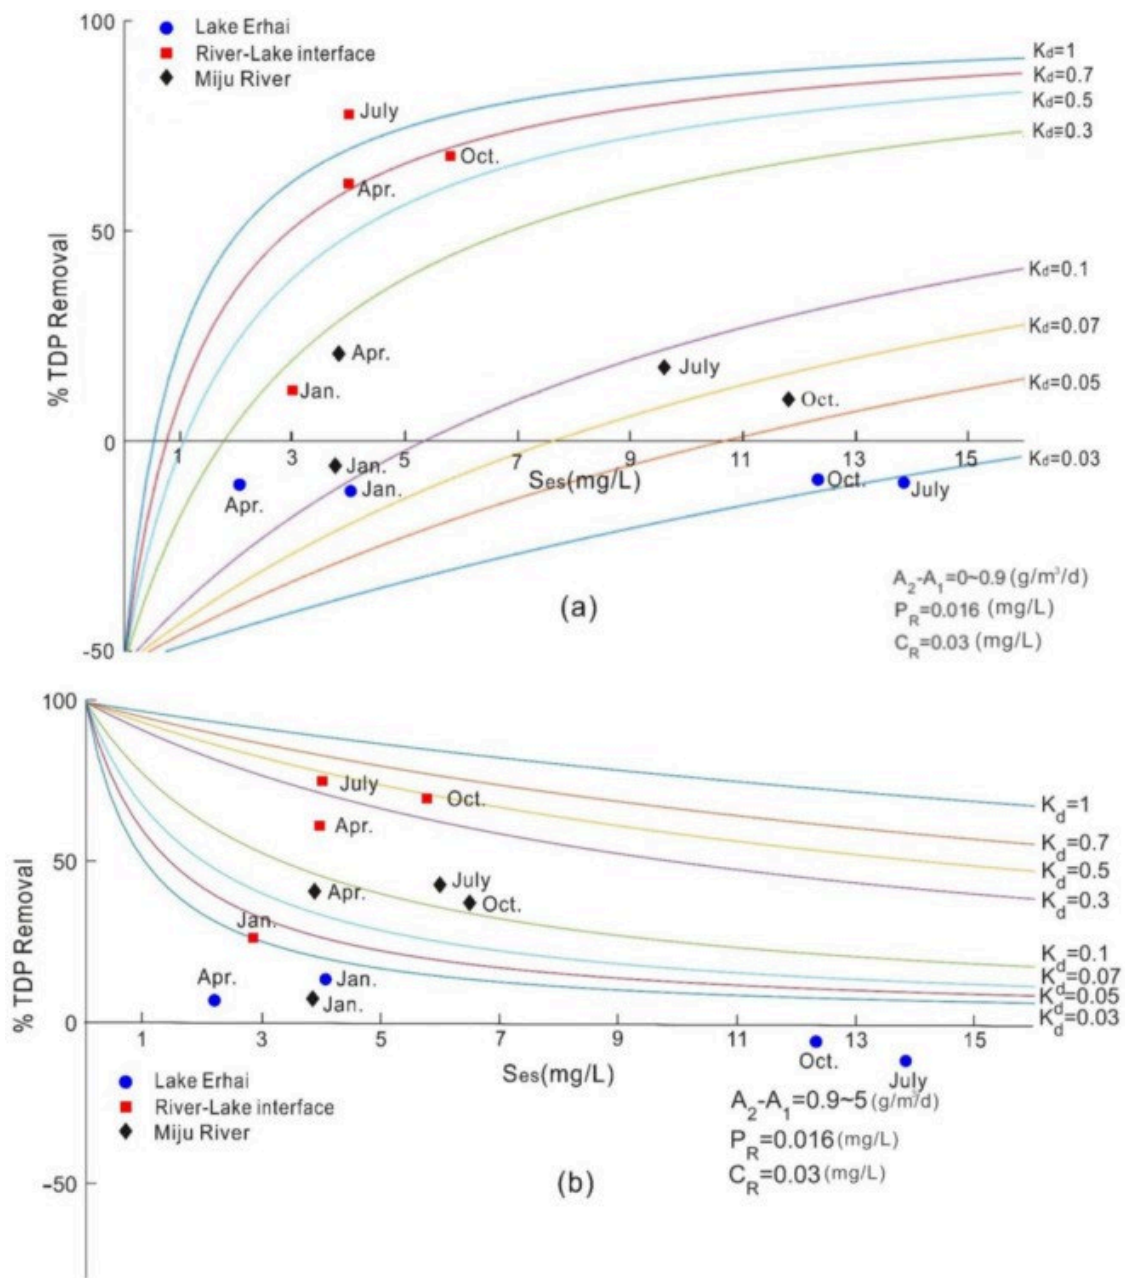 100
Lake Erhai
River-Lake interface
Miju River
Kd=1
Kd=0.7
Kd=0.5
Kd=0.3
July
Oct.
Apr.
50
% TDP Removal
Kd=0.1
Kd=0.07
Kd=0.05
Kd=0.03
Apr.
Jan.
July
Oct.
0
1 3 5 7 9 11 13 15
Jan.
Jan.
Apr.
Ses(mg/L)
Oct.
July
(a)
A2-A1=0~0.9 (g/m³/d)
PR=0.016 (mg/L)
CR=0.03 (mg/L)
-50
100
July
Oct.
Apr.
Kd=1
Kd=0.7
Kd=0.5
Kd=0.3
50
% TDP Removal
Apr.
July
Oct.
Jan.
Kd=0.1
Kd=0.07
Kd=0.05
Kd=0.03
Apr.
Jan.
Jan.
0
1 3 5 7 9 11 13 15
Ses(mg/L)
Oct.
July
Lake Erhai
River-Lake interface
Miju River
A2-A1=0.9~5 (g/m³/d)
PR=0.016 (mg/L)
CR=0.03 (mg/L)
(b)
-50